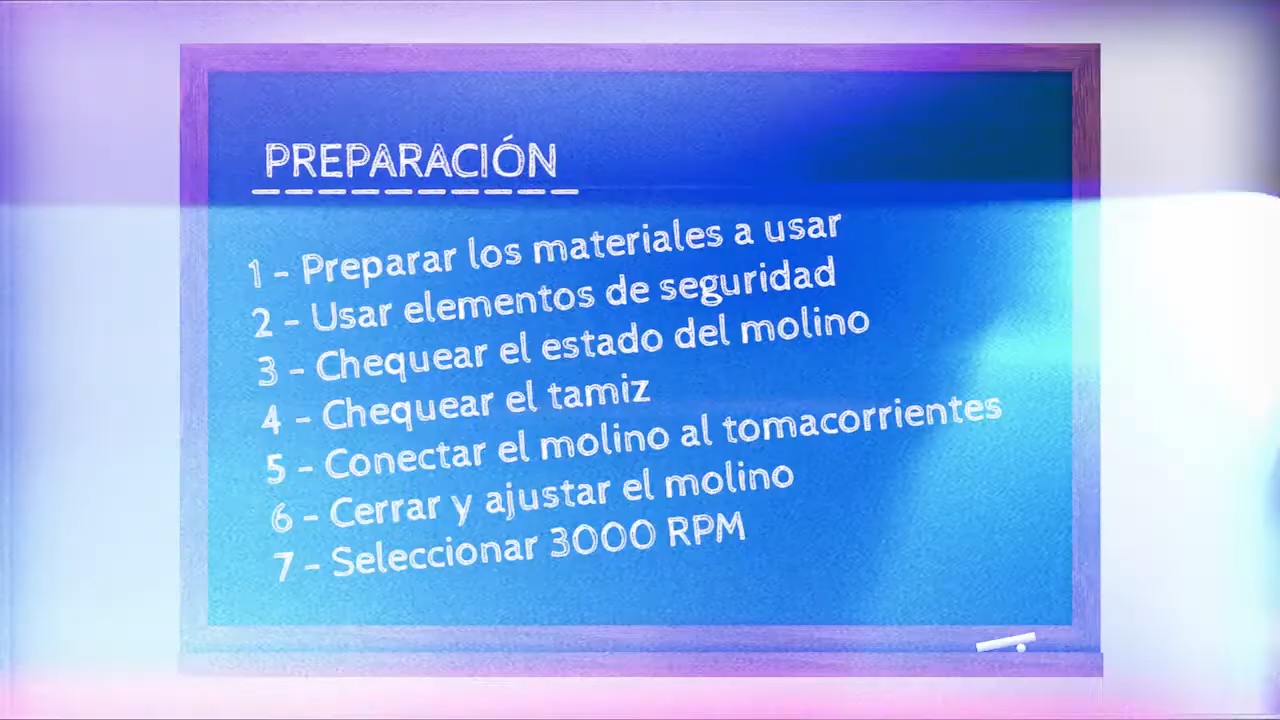 PREPARACIÓN
1 - Preparar los materiales a usar
2 - Usar elementos de seguridad
3 - Chequear el estado del molino
4 - Chequear el tamiz
5 - Conectar el molino al tomacorrientes
6 - Cerrar y ajustar el molino
7 - Seleccionar 3000 RPM